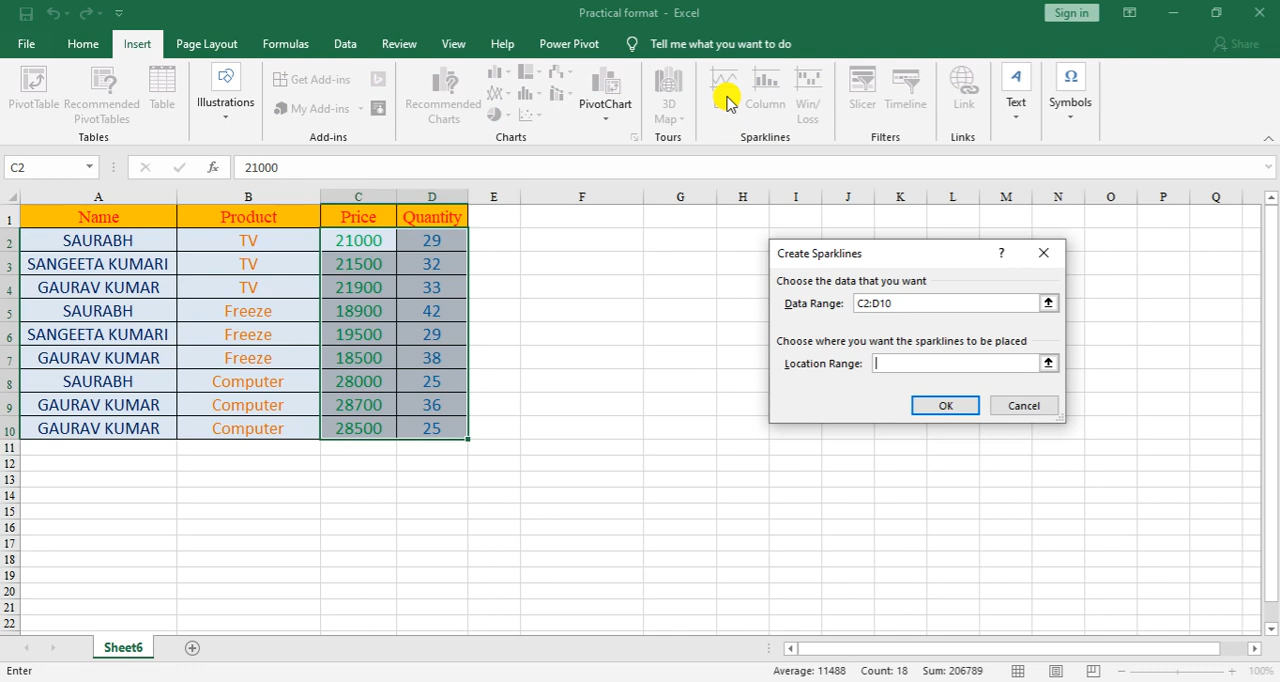 Practical format - Excel
Sign in
File Home Insert Page Layout Formulas Data Review View Help Power Pivot Tell me what you want to do Share
PivotTable Recommended PivotTables Table
Tables
Illustrations
Get Add-ins
My Add-ins
Add-ins
Recommended Charts
PivotChart
Charts
3D Map
Tours
Column Win/ Loss
Sparklines
Slicer Timeline
Filters
Link
Links
Text
Symbols
C2 fx 21000
A B C D E F G H I J K L M N O P Q
1 Name Product Price Quantity
2 SAURABH TV 21000 29
3 SANGEETA KUMARI TV 21500 32
4 GAURAV KUMAR TV 21900 33
5 SAURABH Freeze 18900 42
6 SANGEETA KUMARI Freeze 19500 29
7 GAURAV KUMAR Freeze 18500 38
8 SAURABH Computer 28000 25
9 GAURAV KUMAR Computer 28700 36
10 GAURAV KUMAR Computer 28500 25
11
12
13
14
15
16
17
18
19
20
21
22
Create Sparklines ?
Choose the data that you want
Data Range: C2:D10
Choose where you want the sparklines to be placed
Location Range:
OK Cancel
Sheet6
Enter Average: 11488 Count: 18 Sum: 206789 100%